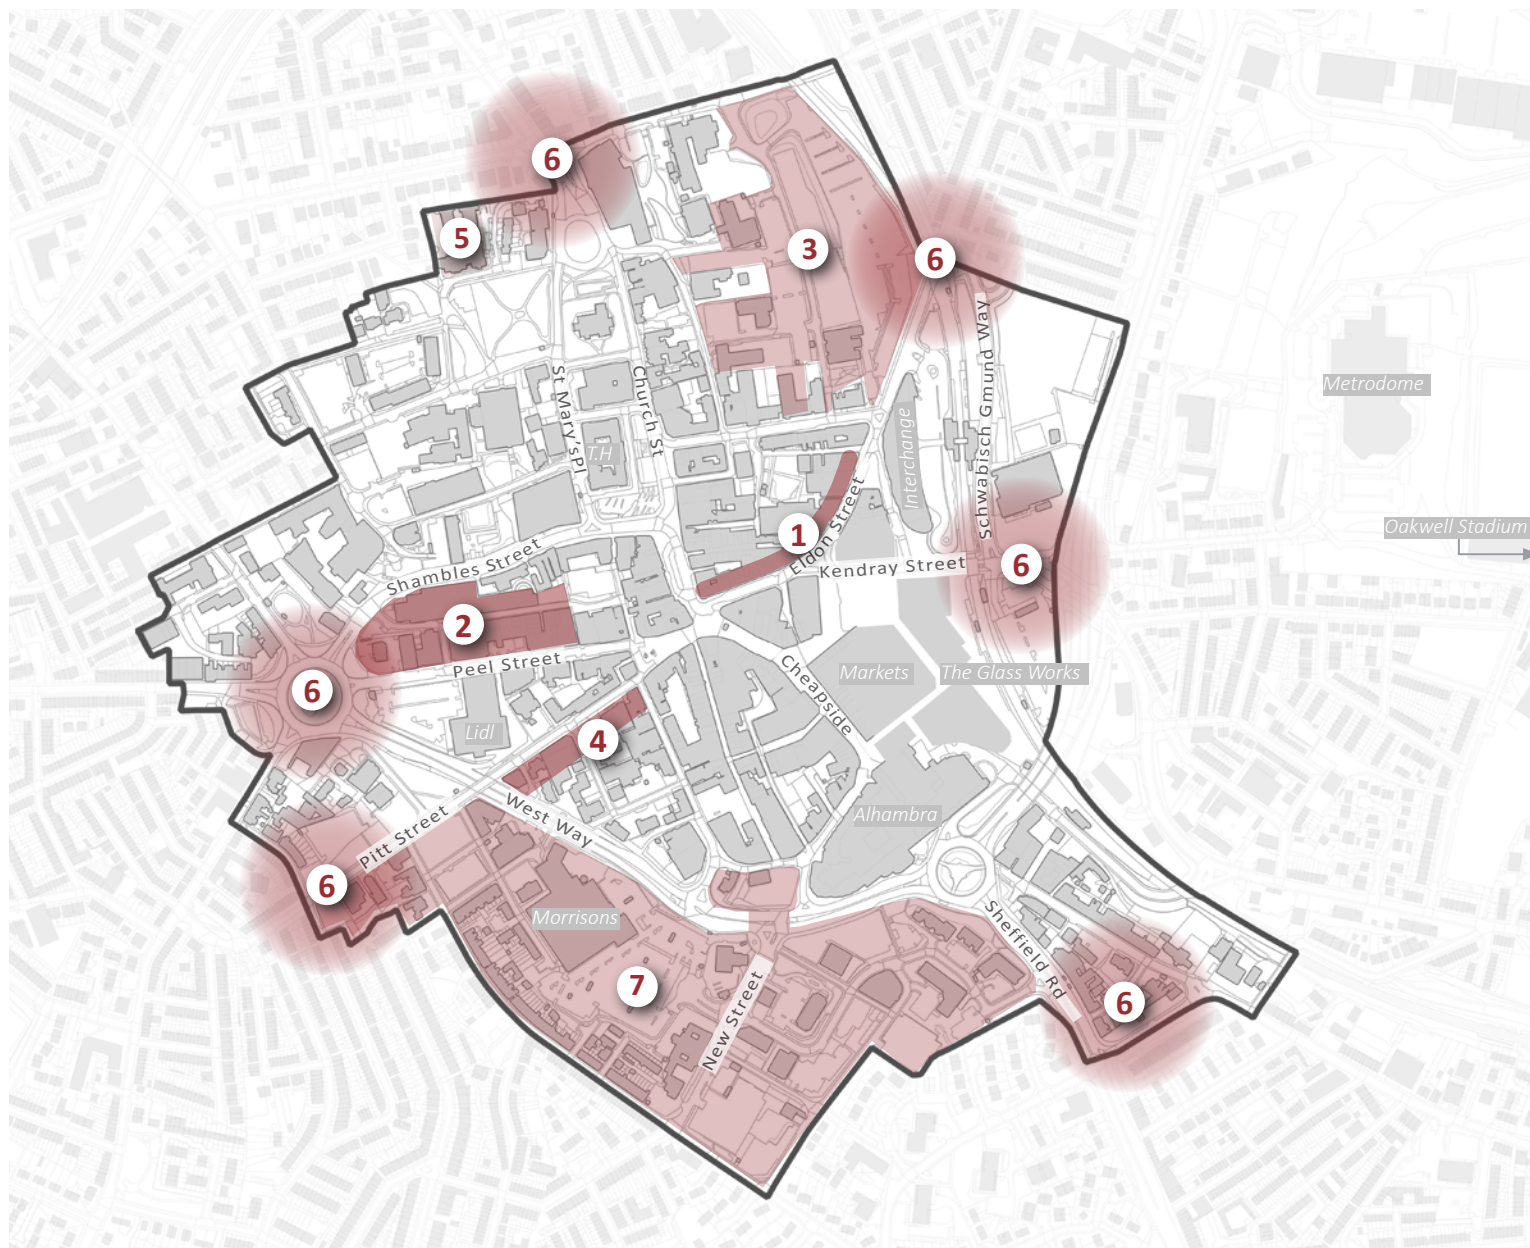 6
5
3
6
Schwabisch Gmund Way
Metrodome
St Mary'sPl
Church St
T.H
Interchange
Eldon Street
1
Oakwell Stadium
Shambles Street
Kendray Street
6
2
Peel Street
Cheapside
Markets
The Glass Works
6
Lidl
4
West Way
Pitt Street
Alhambra
6
Morrisons
Sheffield Rd
7
New Street
6